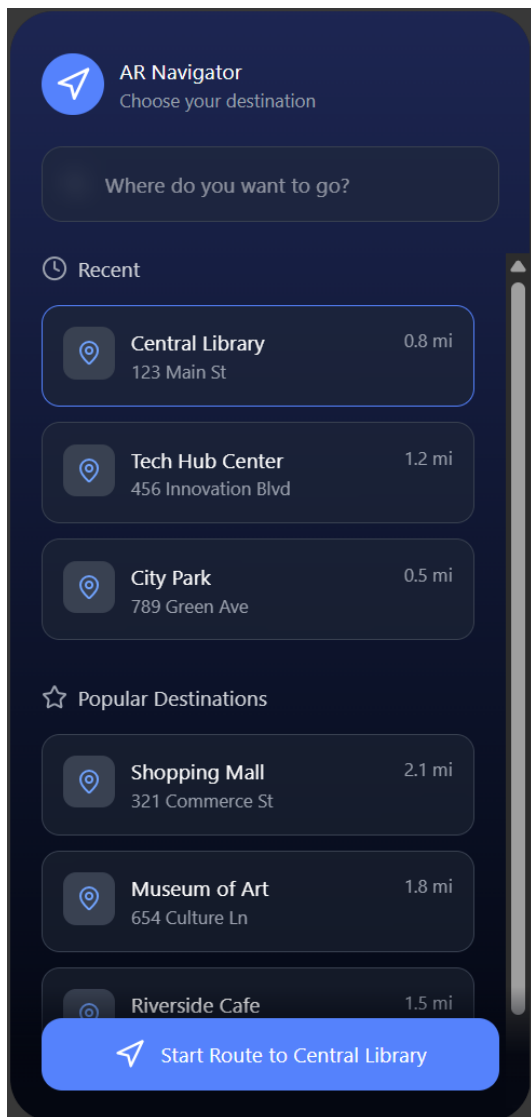 AR Navigator
Choose your destination
Where do you want to go?
Recent
Central Library
0.8 mi
123 Main St
Tech Hub Center
1.2 mi
456 Innovation Blvd
City Park
0.5 mi
789 Green Ave
Popular Destinations
Shopping Mall
2.1 mi
321 Commerce St
Museum of Art
1.8 mi
654 Culture Ln
Riverside Cafe
1.5 mi
Start Route to Central Library